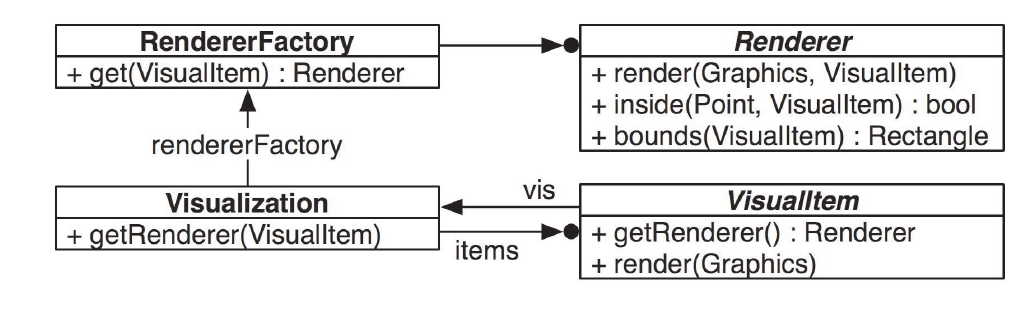 RendererFactory
+ get(VisualItem) : Renderer
Renderer
+ render(Graphics, VisualItem)
+ inside(Point, VisualItem) : bool
+ bounds(VisualItem) : Rectangle
rendererFactory
Visualization
+ getRenderer(VisualItem)
vis
items
VisualItem
+ getRenderer() : Renderer
+ render(Graphics)